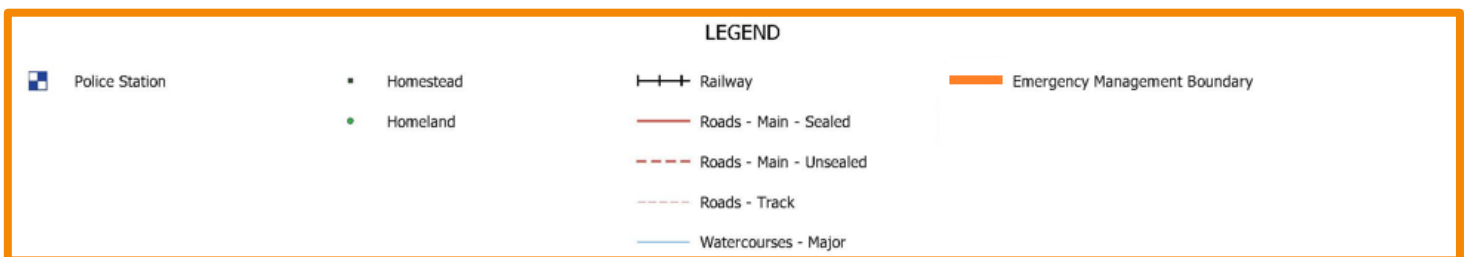 LEGEND
Police Station
Homestead
Railway
Emergency Management Boundary
Homeland
Roads - Main - Sealed
Roads - Main - Unsealed
Roads - Track
Watercourses - Major